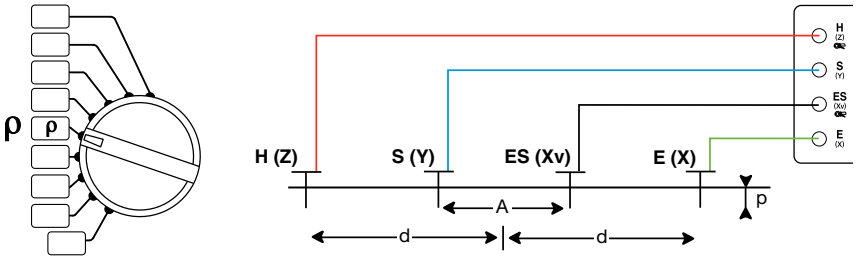 ρ
ρ
H (Z)
S (Y)
ES (Xv)
E (X)
A
d
d
p
H
(Z)
S
(Y)
ES
(Xv)
E
(X)